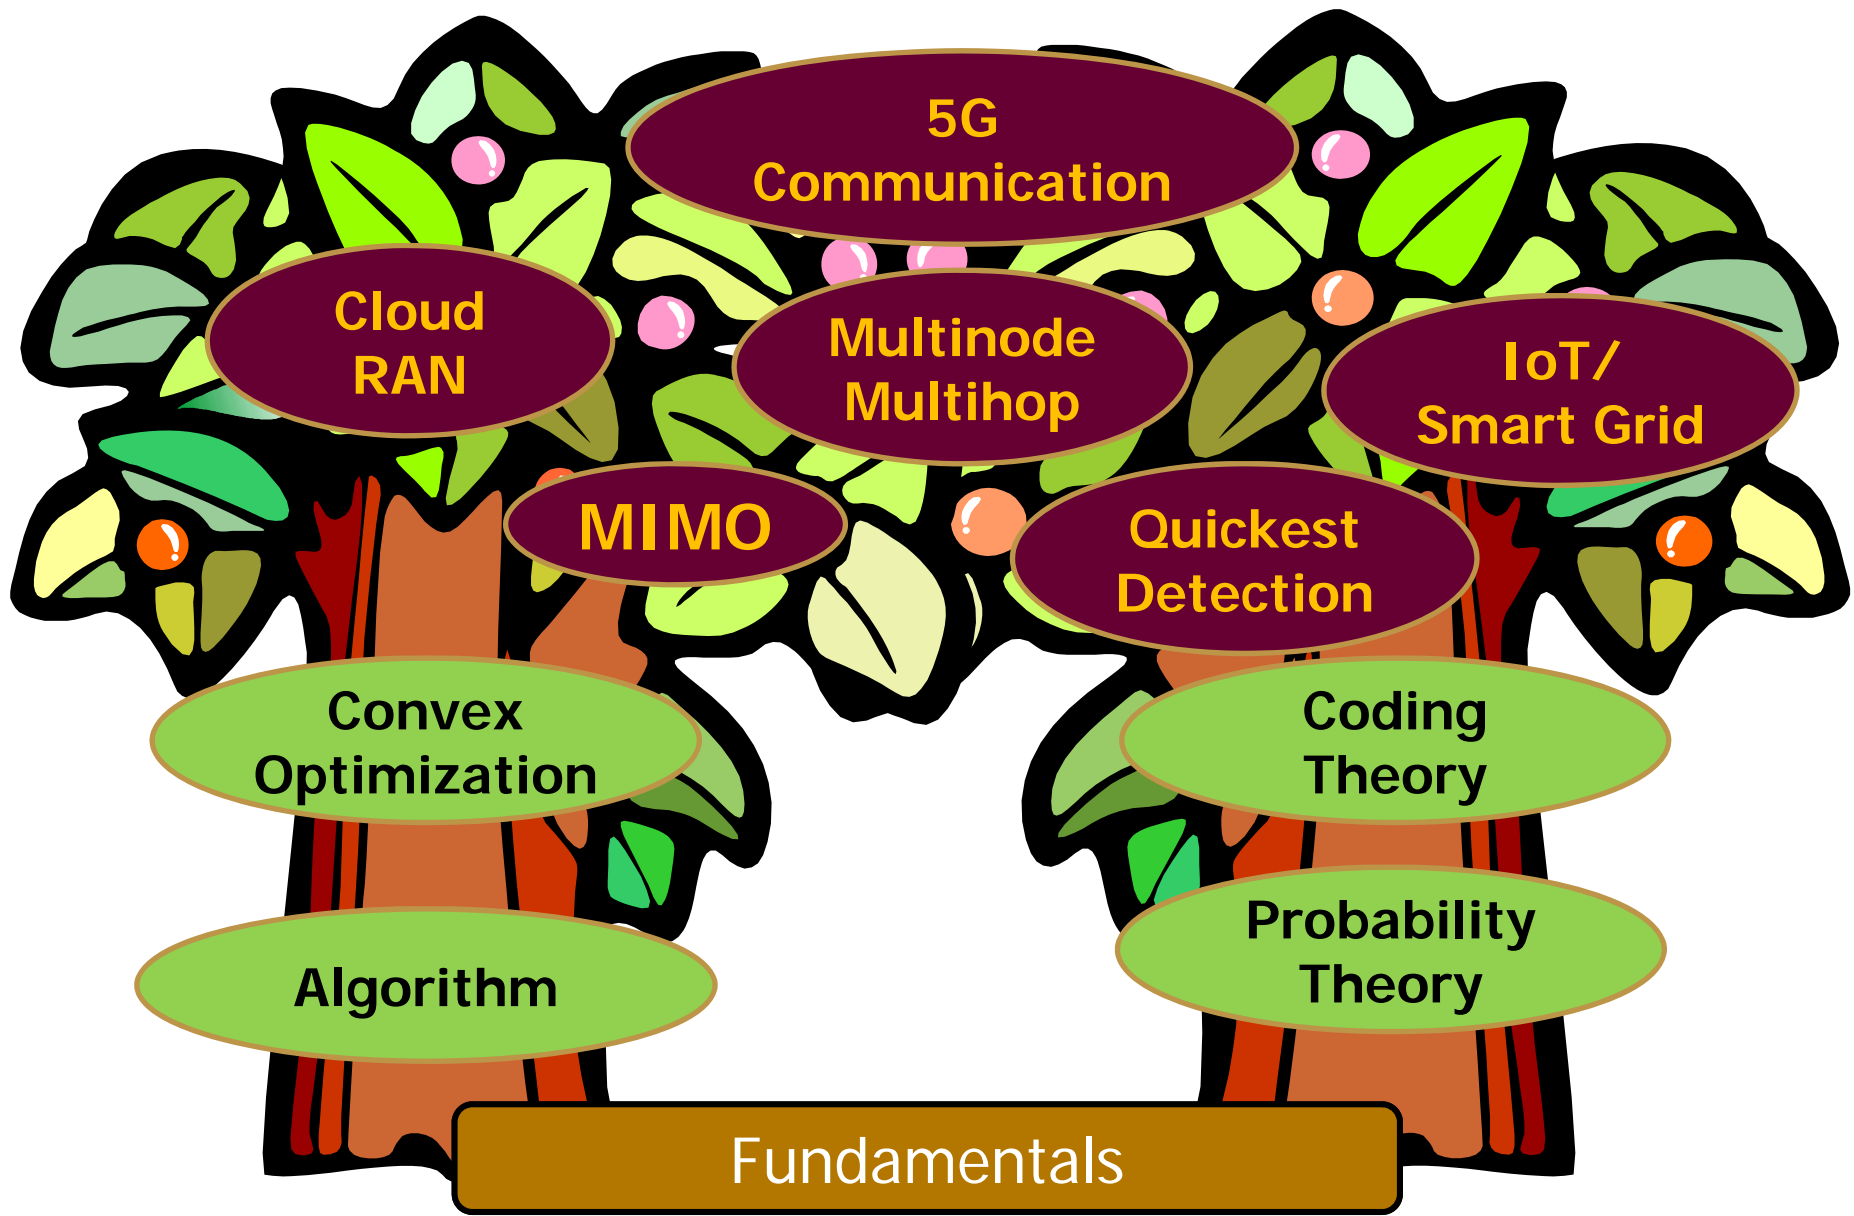 5G
Communication
Cloud
RAN
Multinode
Multihop
IoT/
Smart Grid
MIMO
Quickest
Detection
Convex
Optimization
Coding
Theory
Algorithm
Probability
Theory
Fundamentals